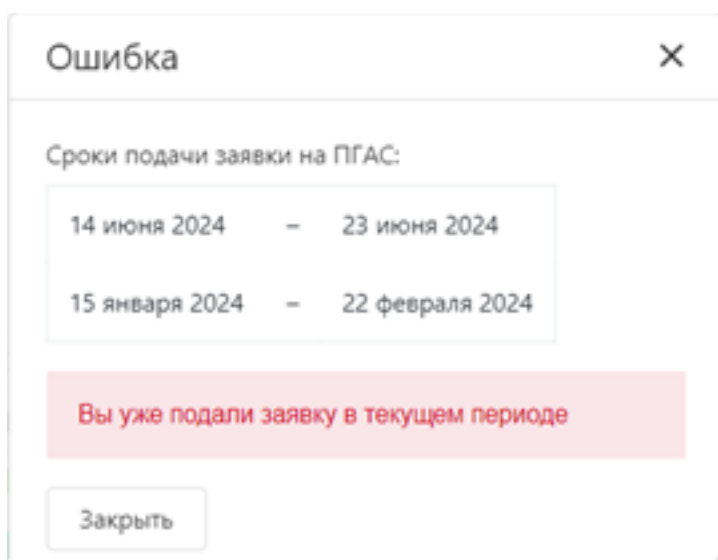 Ошибка
Сроки подачи заявки на ПГАС:
14 июня 2024 – 23 июня 2024
15 января 2024 – 22 февраля 2024
Вы уже подали заявку в текущем периоде
Закрыть